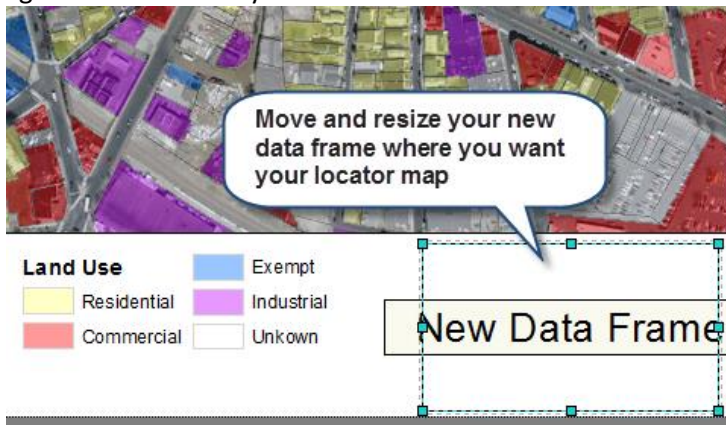 Move and resize your new
data frame where you want
your locator map
Land Use
Exempt
Residential
Industrial
Commercial
Unkown
New Data Frame